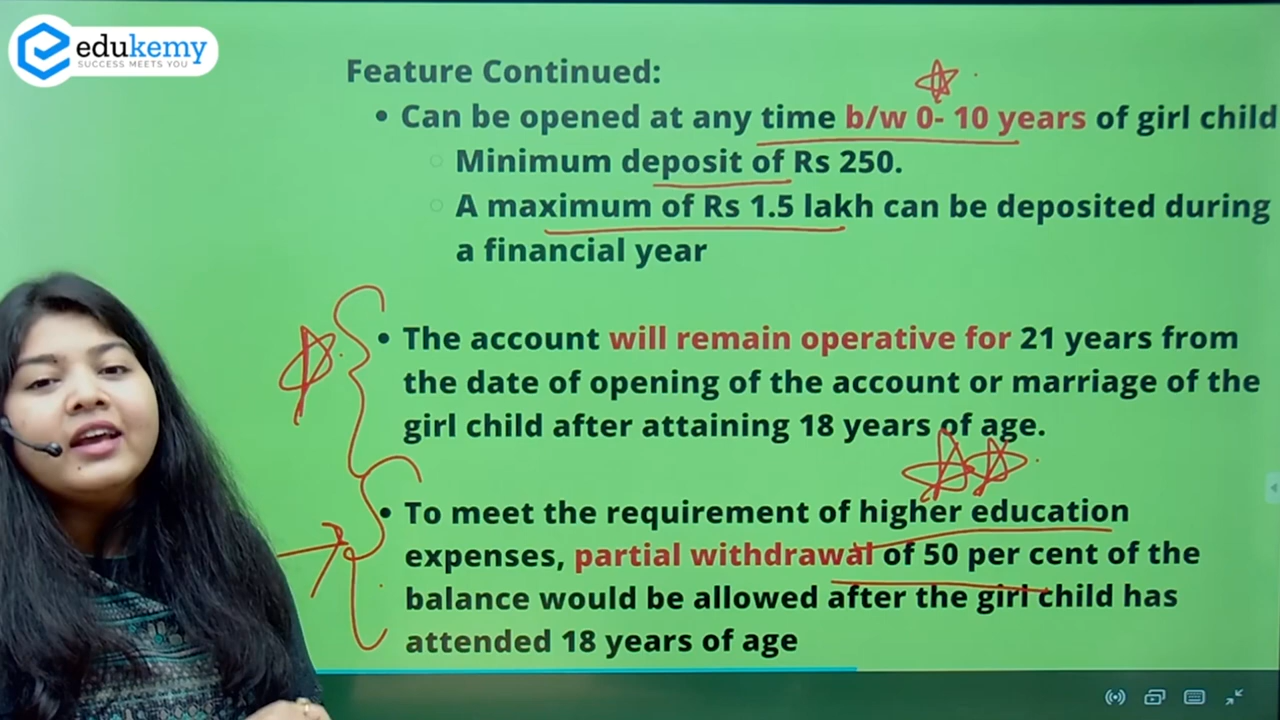 edukemy
SUCCESS MEETS YOU
Feature Continued:
• Can be opened at any time b/w 0- 10 years of girl child
○ Minimum deposit of Rs 250.
○ A maximum of Rs 1.5 lakh can be deposited during
a financial year
• The account will remain operative for 21 years from
the date of opening of the account or marriage of the
girl child after attaining 18 years of age.
• To meet the requirement of higher education
expenses, partial withdrawal of 50 per cent of the
balance would be allowed after the girl child has
attended 18 years of age